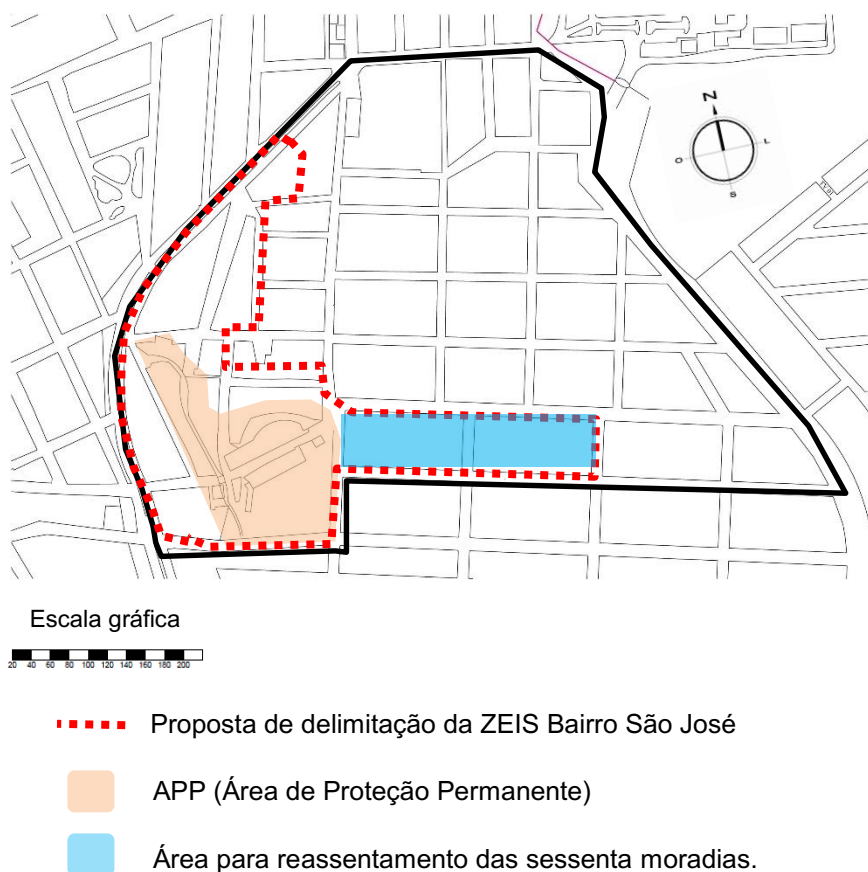 N
O
L
S
Escala gráfica
20 40 60 80 100 120 140 160 180 200
Proposta de delimitação da ZEIS Bairro São José
APP (Área de Proteção Permanente)
Área para reassentamento das sessenta moradias.